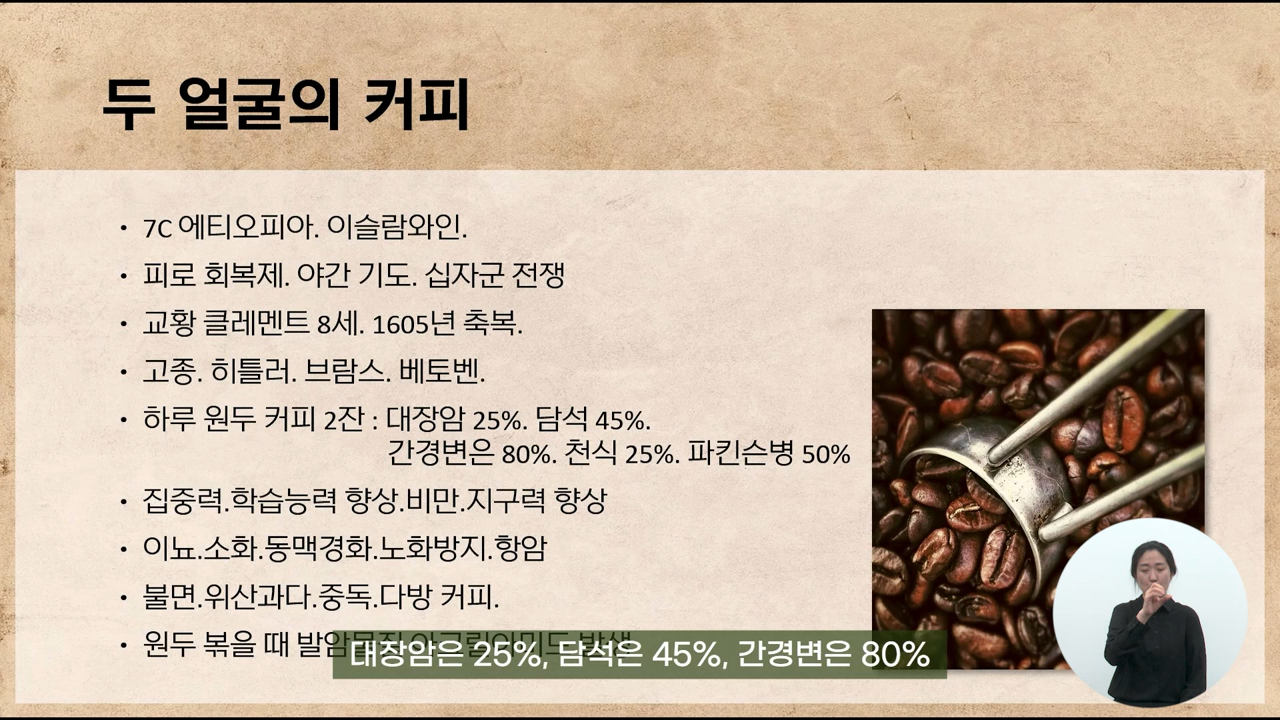 두 얼굴의 커피
• 7C 에티오피아. 이슬람와인.
• 피로 회복제. 야간 기도. 십자군 전쟁
• 교황 클레멘트 8세. 1605년 축복.
• 고종. 히틀러. 브람스. 베토벤.
• 하루 원두 커피 2잔 : 대장암 25%. 담석 45%.
간경변은 80%. 천식 25%. 파킨슨병 50%
• 집중력.학습능력 향상.비만.지구력 향상
• 이뇨.소화.동맥경화.노화방지.항암
• 불면.위산과다.중독.다방 커피.
• 원두 볶을 때 발암물질 아크릴아미드 발생
대장암은 25%, 담석은 45%, 간경변은 80%